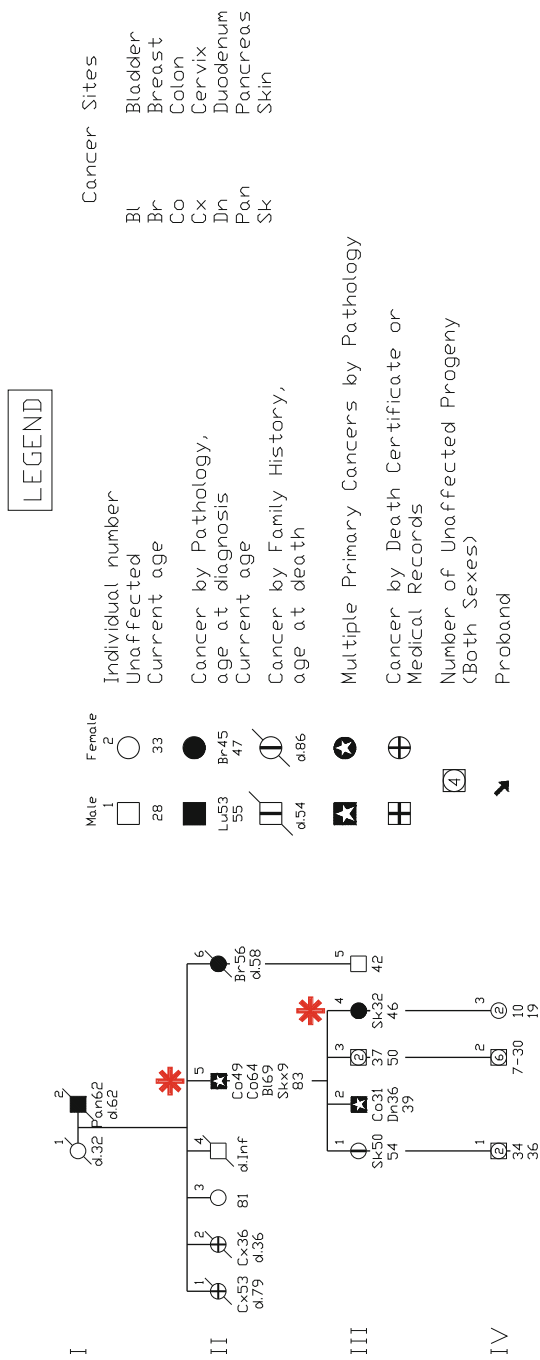 I
1
d.32
2
Pan62
d.62
II
1
Cx53
d.79
2
Cx36
d.36
3
81
4
d.Inf
5
Co49
Co64
Bl69
Skx9
83
6
Br56
d.58
III
1
Sk50
54
2
Co31
Dn36
39
3
2
37
50
4
Sk32
46
5
42
IV
1
2
34
36
2
6
7-30
3
2
10
19
LEGEND
Male Female
1 2 Individual number
Unaffected
28 33 Current age
Cancer by Pathology,
Lu53 Br45 age at diagnosis
55 47 Current age
Cancer by Family History,
d.54 d.86 age at death
Multiple Primary Cancers by Pathology
Cancer by Death Certificate or
Medical Records
4 Number of Unaffected Progeny
(Both Sexes)
Proband
Cancer Sites
Bl Bladder
Br Breast
Co Colon
Cx Cervix
Dn Duodenum
Pan Pancreas
Sk Skin